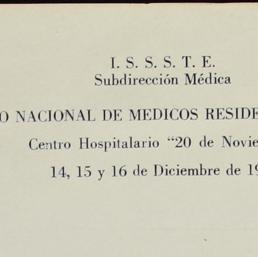 I. S. S. S. T. E.
Subdirección Médica
O NACIONAL DE MEDICOS RESIDE
Centro Hospitalario "20 de Novie
14, 15 y 16 de Diciembre de 19